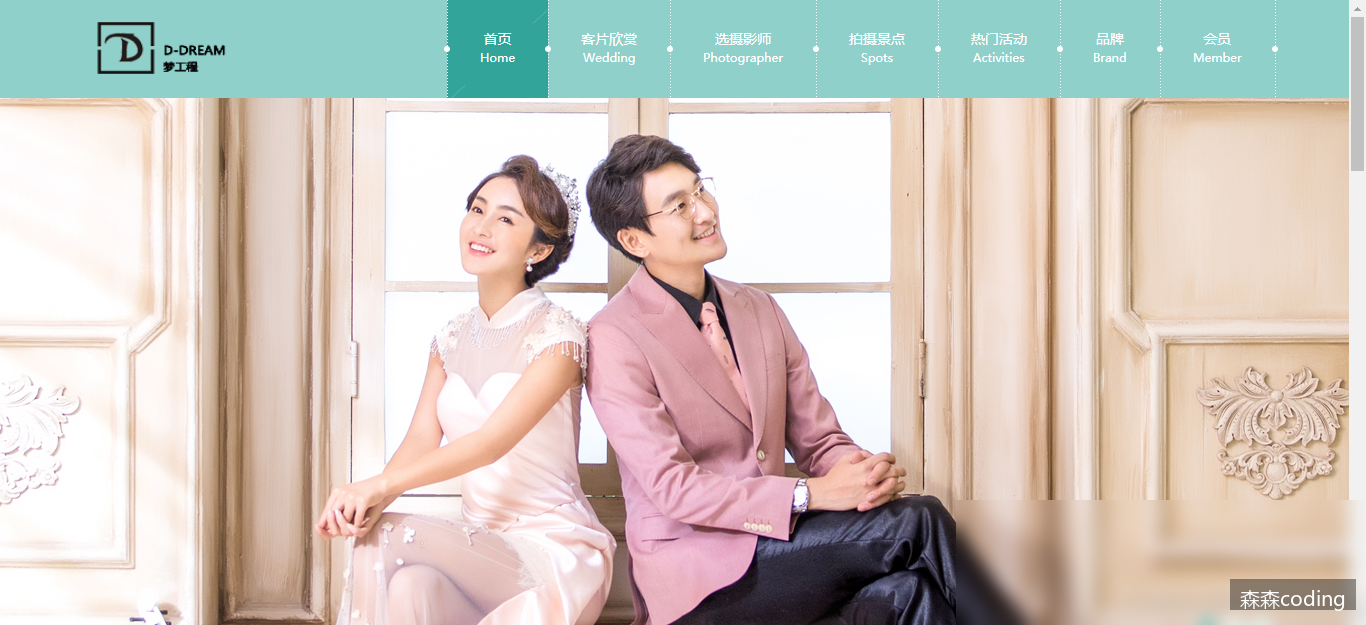 D-DREAM
梦工程
首页
Home
客片欣赏
Wedding
选摄影师
Photographer
拍摄景点
Spots
热门活动
Activities
品牌
Brand
会员
Member
森森coding